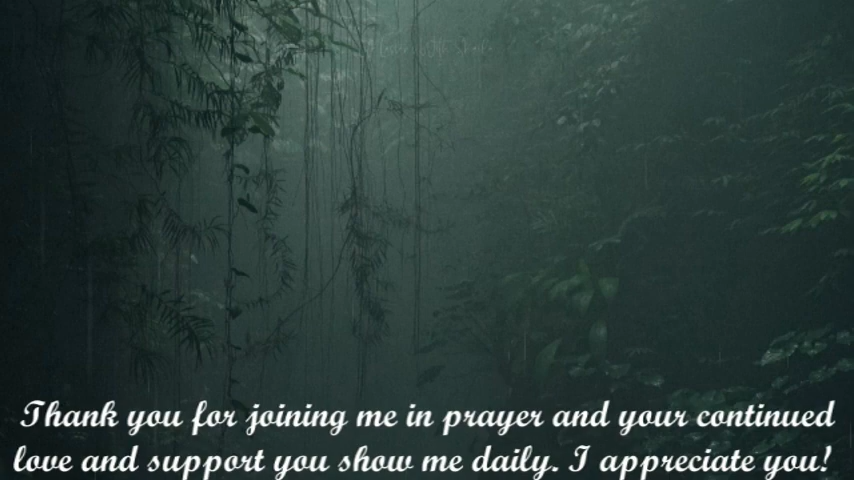 Thank you for joining me in prayer and your continued
love and support you show me daily. I appreciate you!